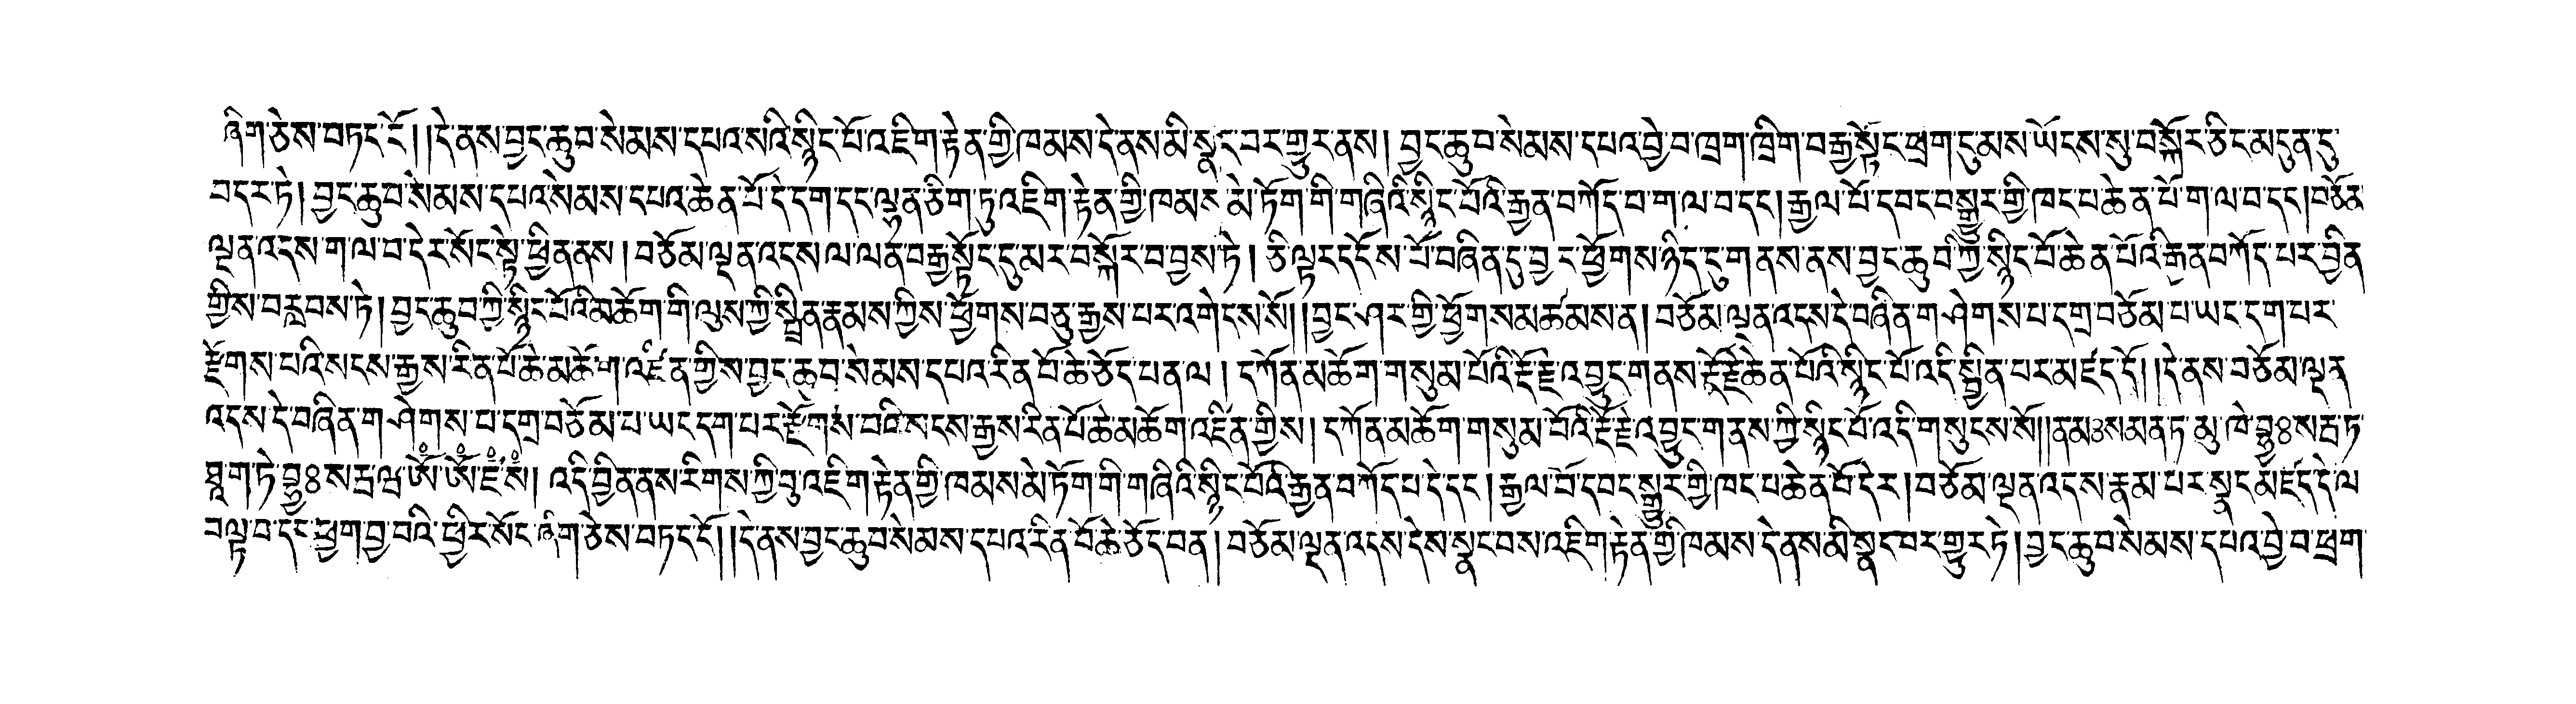 ཞིག་ཅེས་བཏང་ངོ། །དེ་ནས་བྱང་ཆུབ་སེམས་དཔའ་སའི་སྙིང་པོ་འཇིག་རྟེན་གྱི་ཁམས་དེ་ནས་མི་སྣང་བར་གྱུར་ནས། བྱང་ཆུབ་སེམས་དཔའ་བྱེ་བ་ཁྲག་ཁྲིག་བརྒྱ་སྟོང་ཕྲག་དུ་མས་ཡོངས་སུ་བསྐོར་ཅིང་མདུན་དུ་
བདར་ཏེ། བྱང་ཆུབ་སེམས་དཔའ་སེམས་དཔའ་ཆེན་པོ་དེ་དག་དང་ལྷན་ཅིག་ཏུ་འཇིག་རྟེན་གྱི་ཁམས་མེ་ཏོག་གི་གཞིའི་སྙིང་པོའི་རྒྱན་བཀོད་པ་ག་ལ་བ་དང། རྒྱལ་པོ་དབང་བསྒྱུར་གྱི་ཁང་པ་ཆེན་པོ་ག་ལ་བ་དང། བཅོམ་
ལྡན་འདས་ག་ལ་བ་དེར་སོང་སྟེ་ཕྱིན་ནས། བཅོམ་ལྡན་འདས་ལ་ལན་བརྒྱ་སྟོང་དུ་མར་བསྐོར་བ་བྱས་ཏེ། ཅི་ལྟར་དངོས་པོ་བཞིན་དུ་བྱང་ཕྱོགས་ཉིད་དུ་གནས་ནས་བྱང་ཆུབ་ཀྱི་སྙིང་པོ་ཆེན་པོའི་རྒྱན་བཀོད་པར་བྱིན་
གྱིས་བརླབས་ཏེ། བྱང་ཆུབ་ཀྱི་སྙིང་པོའི་མཆོག་གི་ལུས་ཀྱི་སྤྲིན་རྣམས་ཀྱིས་ཕྱོགས་བཅུ་རྒྱས་པར་འགེངས་སོ། །བྱང་ཤར་གྱི་ཕྱོགས་མཚམས་ན། བཅོམ་ལྡན་འདས་དེ་བཞིན་གཤེགས་པ་དགྲ་བཅོམ་པ་ཡང་དག་པར་
རྫོགས་པའི་སངས་རྒྱས་རིན་པོ་ཆེ་མཆོག་འཛིན་གྱིས་བྱང་ཆུབ་སེམས་དཔའ་རིན་པོ་ཆེ་ཅོད་པན་ལ། དཀོན་མཆོག་གསུམ་པོའི་རྡོ་རྗེ་འབྱུང་གནས་རྡོ་རྗེ་ཆེན་པོའི་སྙིང་པོ་འདི་སྦྱིན་པར་མཛད་དོ། །དེ་ནས་བཅོམ་ལྡན་
འདས་དེ་བཞིན་གཤེགས་པ་དགྲ་བཅོམ་པ་ཡང་དག་པར་རྫོགས་པའི་སངས་རྒྱས་རིན་པོ་ཆེ་མཆོག་འཛིན་གྱིས། དཀོན་མཆོག་གསུམ་པོའི་རྡོ་རྗེ་འབྱུང་གནས་ཀྱི་སྙིང་པོ་འདི་གསུངས་སོ། །ནམཿསམནྟ་མུ་ཁེ་བྷྱཿསརྦ་ཏ་
ཐཱ་ག་ཏེ་བྷྱཿསརྦ་
འདི་བྱིན་ནས་རིགས་ཀྱི་བུ་འཇིག་རྟེན་གྱི་ཁམས་མེ་ཏོག་གི་གཞིའི་སྙིང་པོའི་རྒྱན་བཀོད་པ་དེ་དང། རྒྱལ་པོ་དབང་སྒྱུར་གྱི་ཁང་པ་ཆེན་པོ་དེར། བཅོམ་ལྡན་འདས་རྣམ་པར་སྣང་མཛད་དེ་ལ་
བལྟ་བ་དང་ཕྱག་བྱ་བའི་ཕྱིར་སོང་ཞིག་ཅེས་བཏང་ངོ། །དེ་ནས་བྱང་ཆུབ་སེམས་དཔའ་རིན་པོ་ཆེ་ཅོད་པན། བཅོམ་ལྡན་འདས་དེས་སྣང་བས་འཇིག་རྟེན་གྱི་ཁམས་དེ་ནས་མི་སྣང་བར་གྱུར་ཏེ། བྱང་ཆུབ་སེམས་དཔའ་བྱེ་བ་ཕྲག་